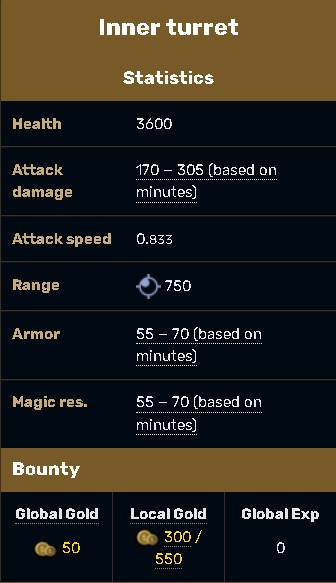 Inner turret
Statistics
Health 3600
Attack damage 170 – 305 (based on minutes)
Attack speed 0.833
Range 750
Armor 55 – 70 (based on minutes)
Magic res. 55 – 70 (based on minutes)
Bounty
Global Gold Local Gold Global Exp
50 300 / 550 0